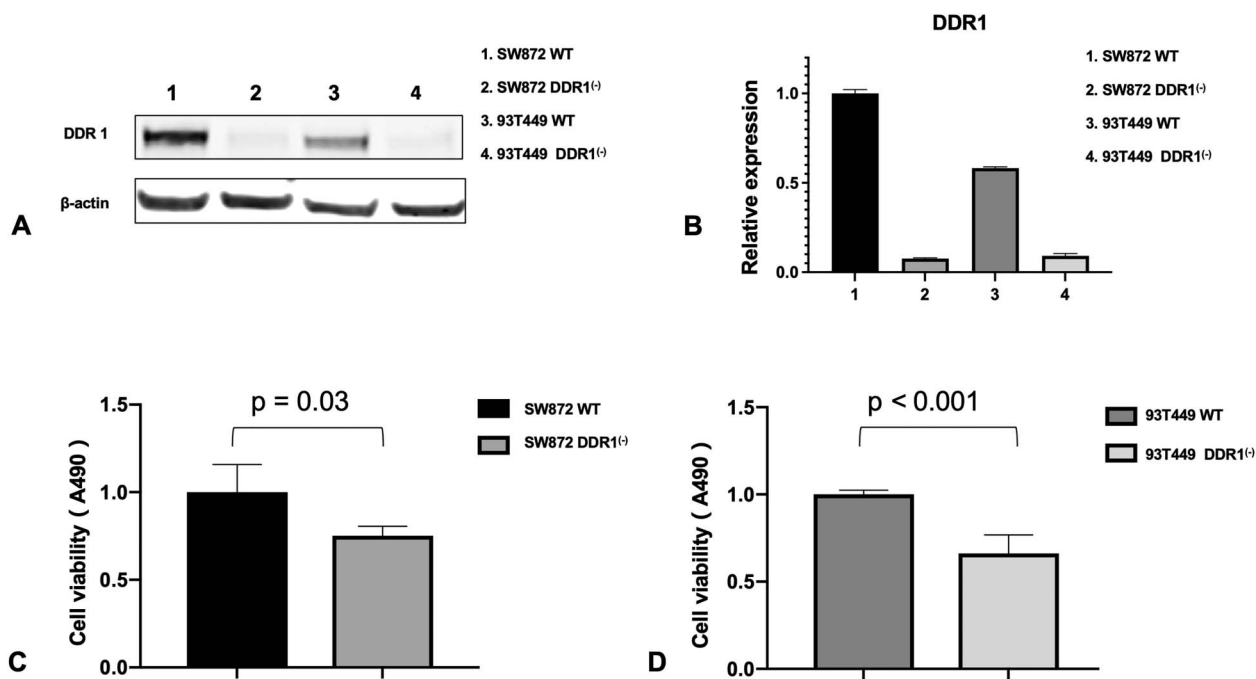 1 2 3 4
DDR 1
β-actin
A
1. SW872 WT
2. SW872 DDR1(-)
3. 93T449 WT
4. 93T449 DDR1(-)
DDR1
Relative expression
1.0
0.5
0.0
1 2 3 4
B
1. SW872 WT
2. SW872 DDR1(-)
3. 93T449 WT
4. 93T449 DDR1(-)
p = 0.03
Cell viability ( A490 )
1.5
1.0
0.5
0.0
C
SW872 WT
SW872 DDR1(-)
p < 0.001
Cell viability ( A490 )
1.5
1.0
0.5
0.0
D
93T449 WT
93T449 DDR1(-)